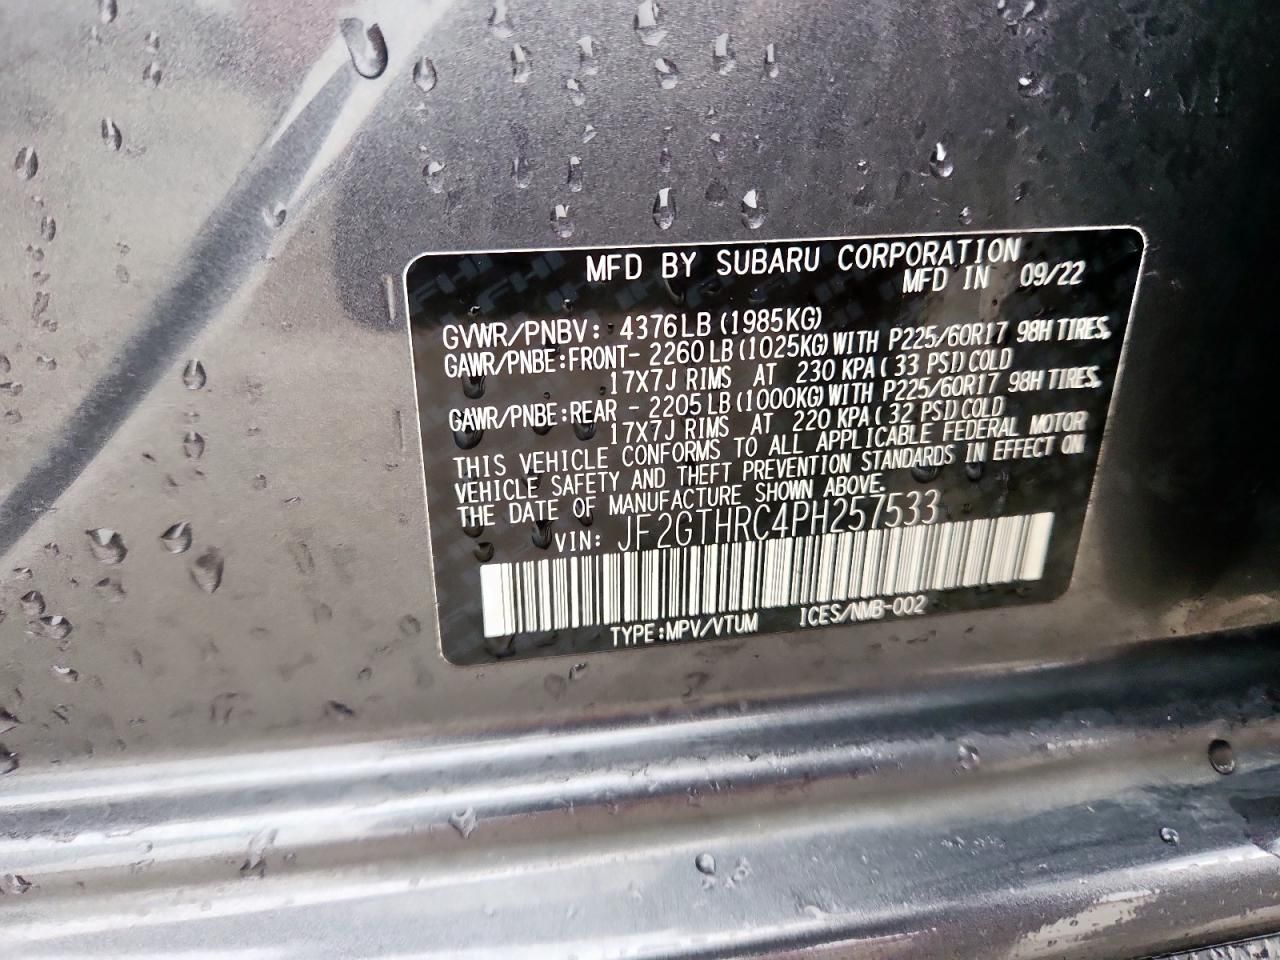 MFD BY SUBARU CORPORATION
MFD IN 09/22
GVWR/PNBV: 4376LB (1985KG)
GAWR/PNBE:FRONT- 2260LB (1025KG) WITH P225/60R17 98H TIRES,
17X7J RIMS AT 230 KPA( 33 PSI)COLD
GAWR/PNBE:REAR - 2205LB (1000KG) WITH P225/60R17 98H TIRES,
17X7J RIMS AT 220 KPA( 32 PSI)COLD
THIS VEHICLE CONFORMS TO ALL APPLICABLE FEDERAL MOTOR
VEHICLE SAFETY AND THEFT PREVENTION STANDARDS IN EFFECT ON
THE DATE OF MANUFACTURE SHOWN ABOVE.
VIN: JF2GTHRC4PH257533
TYPE:MPV/VTUM ICES/NMB-002